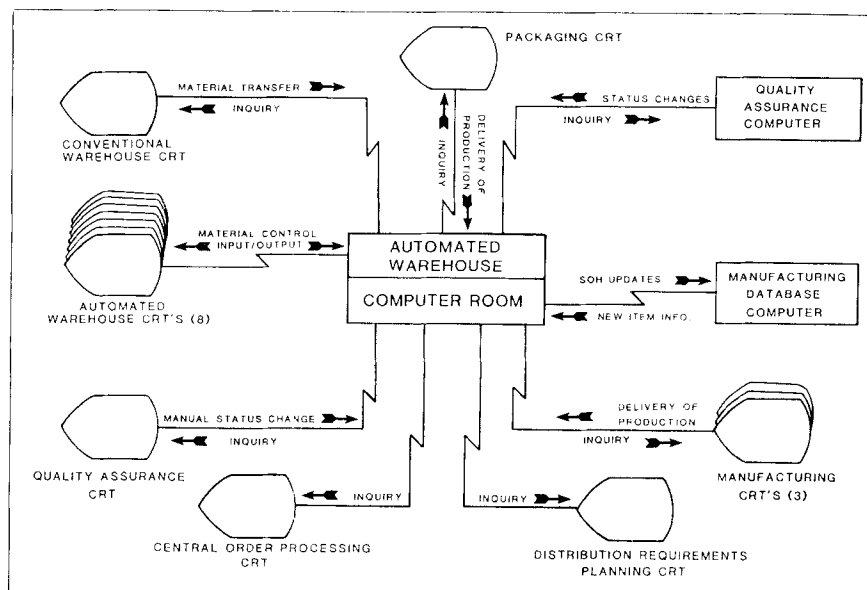 PACKAGING CRT
MATERIAL TRANSFER
INQUIRY
CONVENTIONAL
WAREHOUSE CRT
INQUIRY
DELIVERY OF
PRODUCTION
STATUS CHANGES
INQUIRY
QUALITY
ASSURANCE
COMPUTER
MATERIAL CONTROL
INPUT/OUTPUT
AUTOMATED
WAREHOUSE CRT'S (8)
AUTOMATED
WAREHOUSE
COMPUTER ROOM
SOH UPDATES
NEW ITEM INFO.
MANUFACTURING
DATABASE
COMPUTER
MANUAL STATUS CHANGE
INQUIRY
QUALITY ASSURANCE
CRT
DELIVERY OF
PRODUCTION
INQUIRY
MANUFACTURING
CRT'S (3)
INQUIRY
CENTRAL ORDER PROCESSING
CRT
INQUIRY
DISTRIBUTION REQUIREMENTS
PLANNING CRT